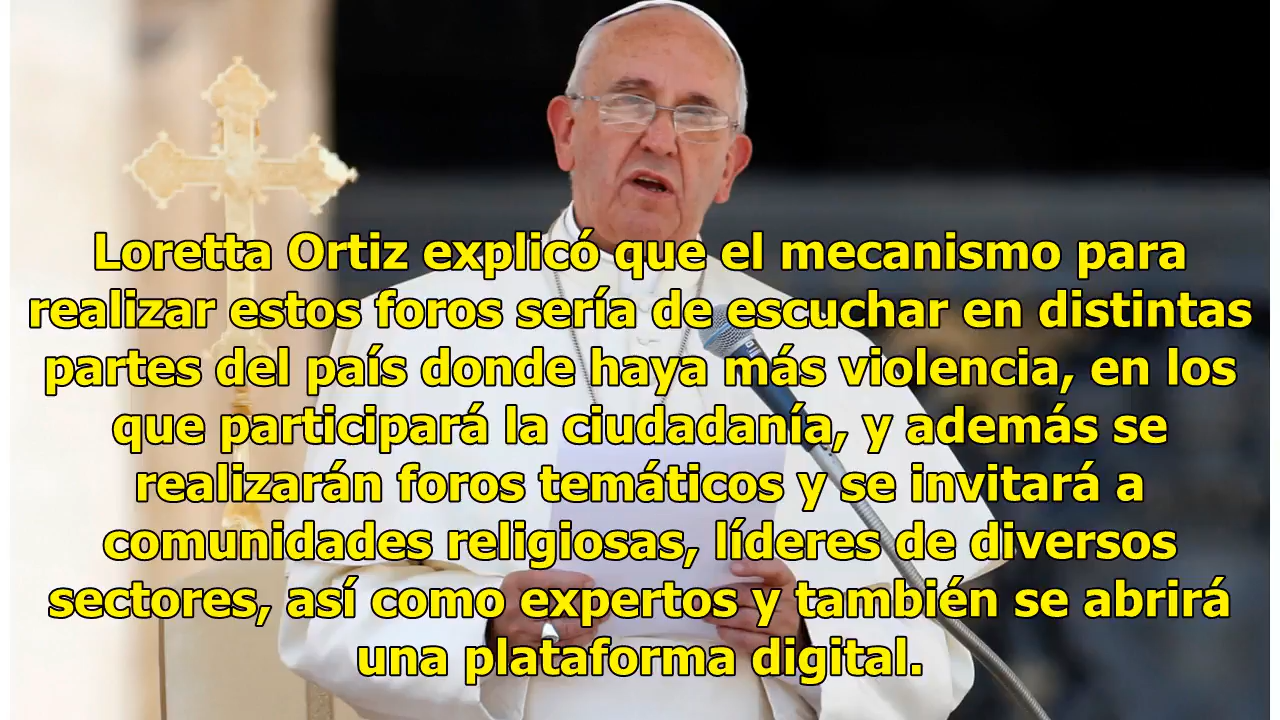 Loretta Ortiz explicó que el mecanismo para
realizar estos foros sería de escuchar en distintas
partes del país donde haya más violencia, en los
que participará la ciudadanía, y además se
realizarán foros temáticos y se invitará a
comunidades religiosas, líderes de diversos
sectores, así como expertos y también se abrirá
una plataforma digital.